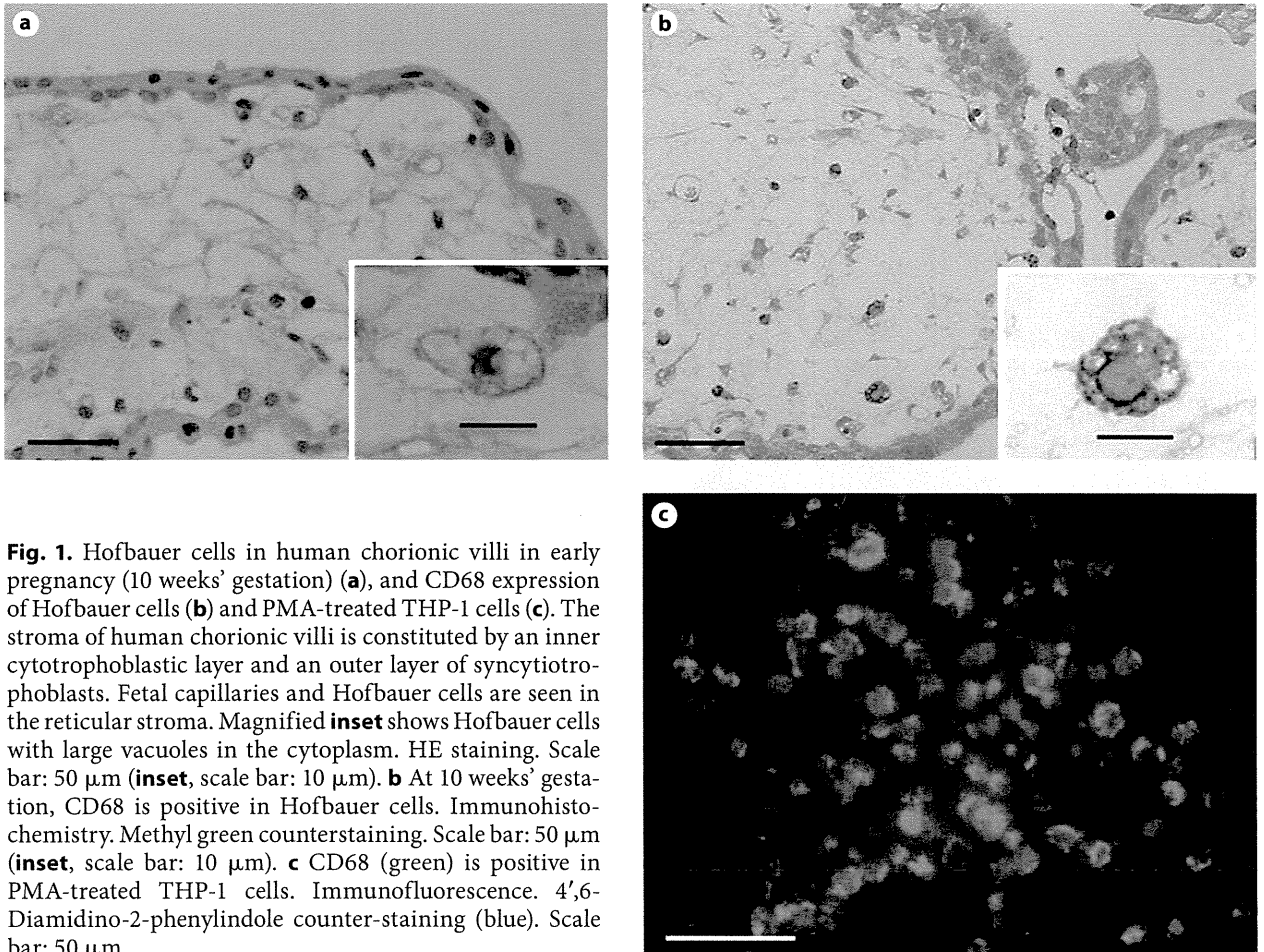 a
b
c
Fig. 1. Hofbauer cells in human chorionic villi in early
pregnancy (10 weeks' gestation) (a), and CD68 expression
of Hofbauer cells (b) and PMA-treated THP-1 cells (c). The
stroma of human chorionic villi is constituted by an inner
cytotrophoblastic layer and an outer layer of syncytiotro-
phoblasts. Fetal capillaries and Hofbauer cells are seen in
the reticular stroma. Magnified inset shows Hofbauer cells
with large vacuoles in the cytoplasm. HE staining. Scale
bar: 50 μm (inset, scale bar: 10 μm). b At 10 weeks' gesta-
tion, CD68 is positive in Hofbauer cells. Immunohisto-
chemistry. Methyl green counterstaining. Scale bar: 50 μm
(inset, scale bar: 10 μm). c CD68 (green) is positive in
PMA-treated THP-1 cells. Immunofluorescence. 4′,6-
Diamidino-2-phenylindole counter-staining (blue). Scale
bar: 50 μm